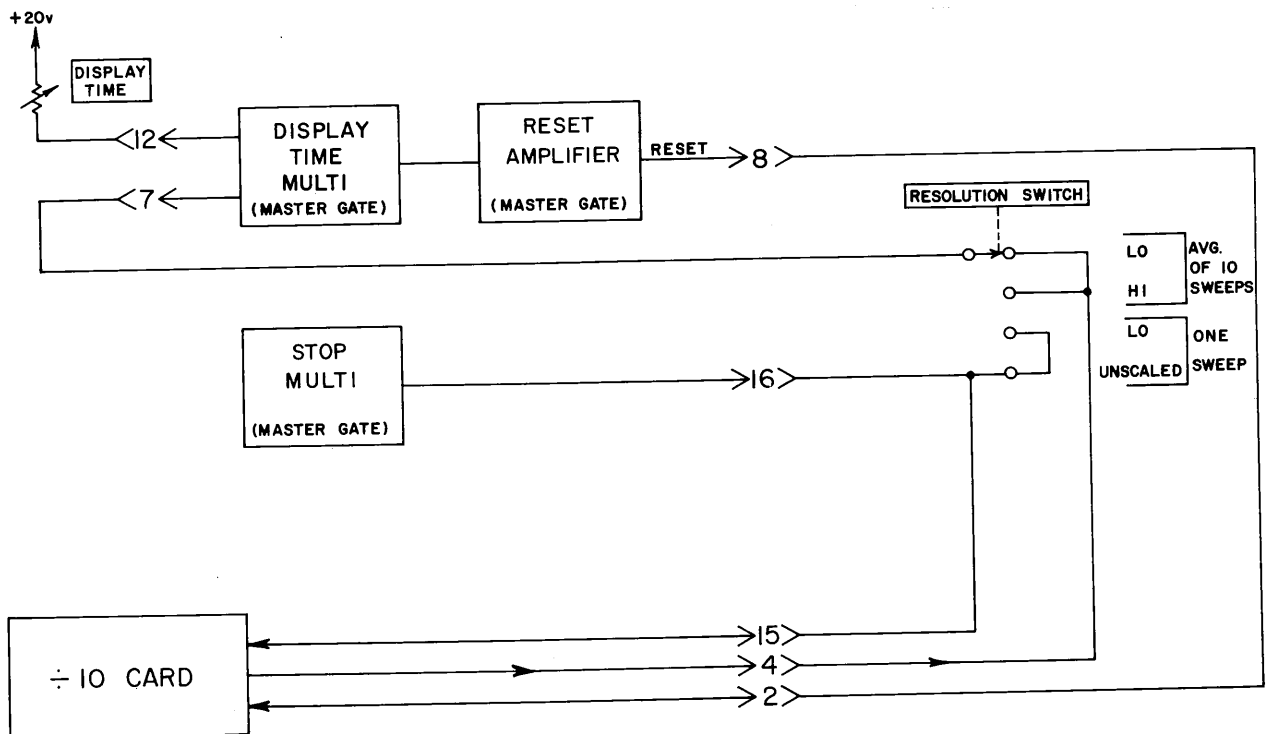 +20v
DISPLAY
TIME
12
7
DISPLAY
TIME
MULTI
(MASTER GATE)
RESET
AMPLIFIER
(MASTER GATE)
RESET
8
RESOLUTION SWITCH
LO
HI
AVG.
OF 10
SWEEPS
LO
UNSCALED
ONE
SWEEP
STOP
MULTI
(MASTER GATE)
16
÷10 CARD
15
4
2